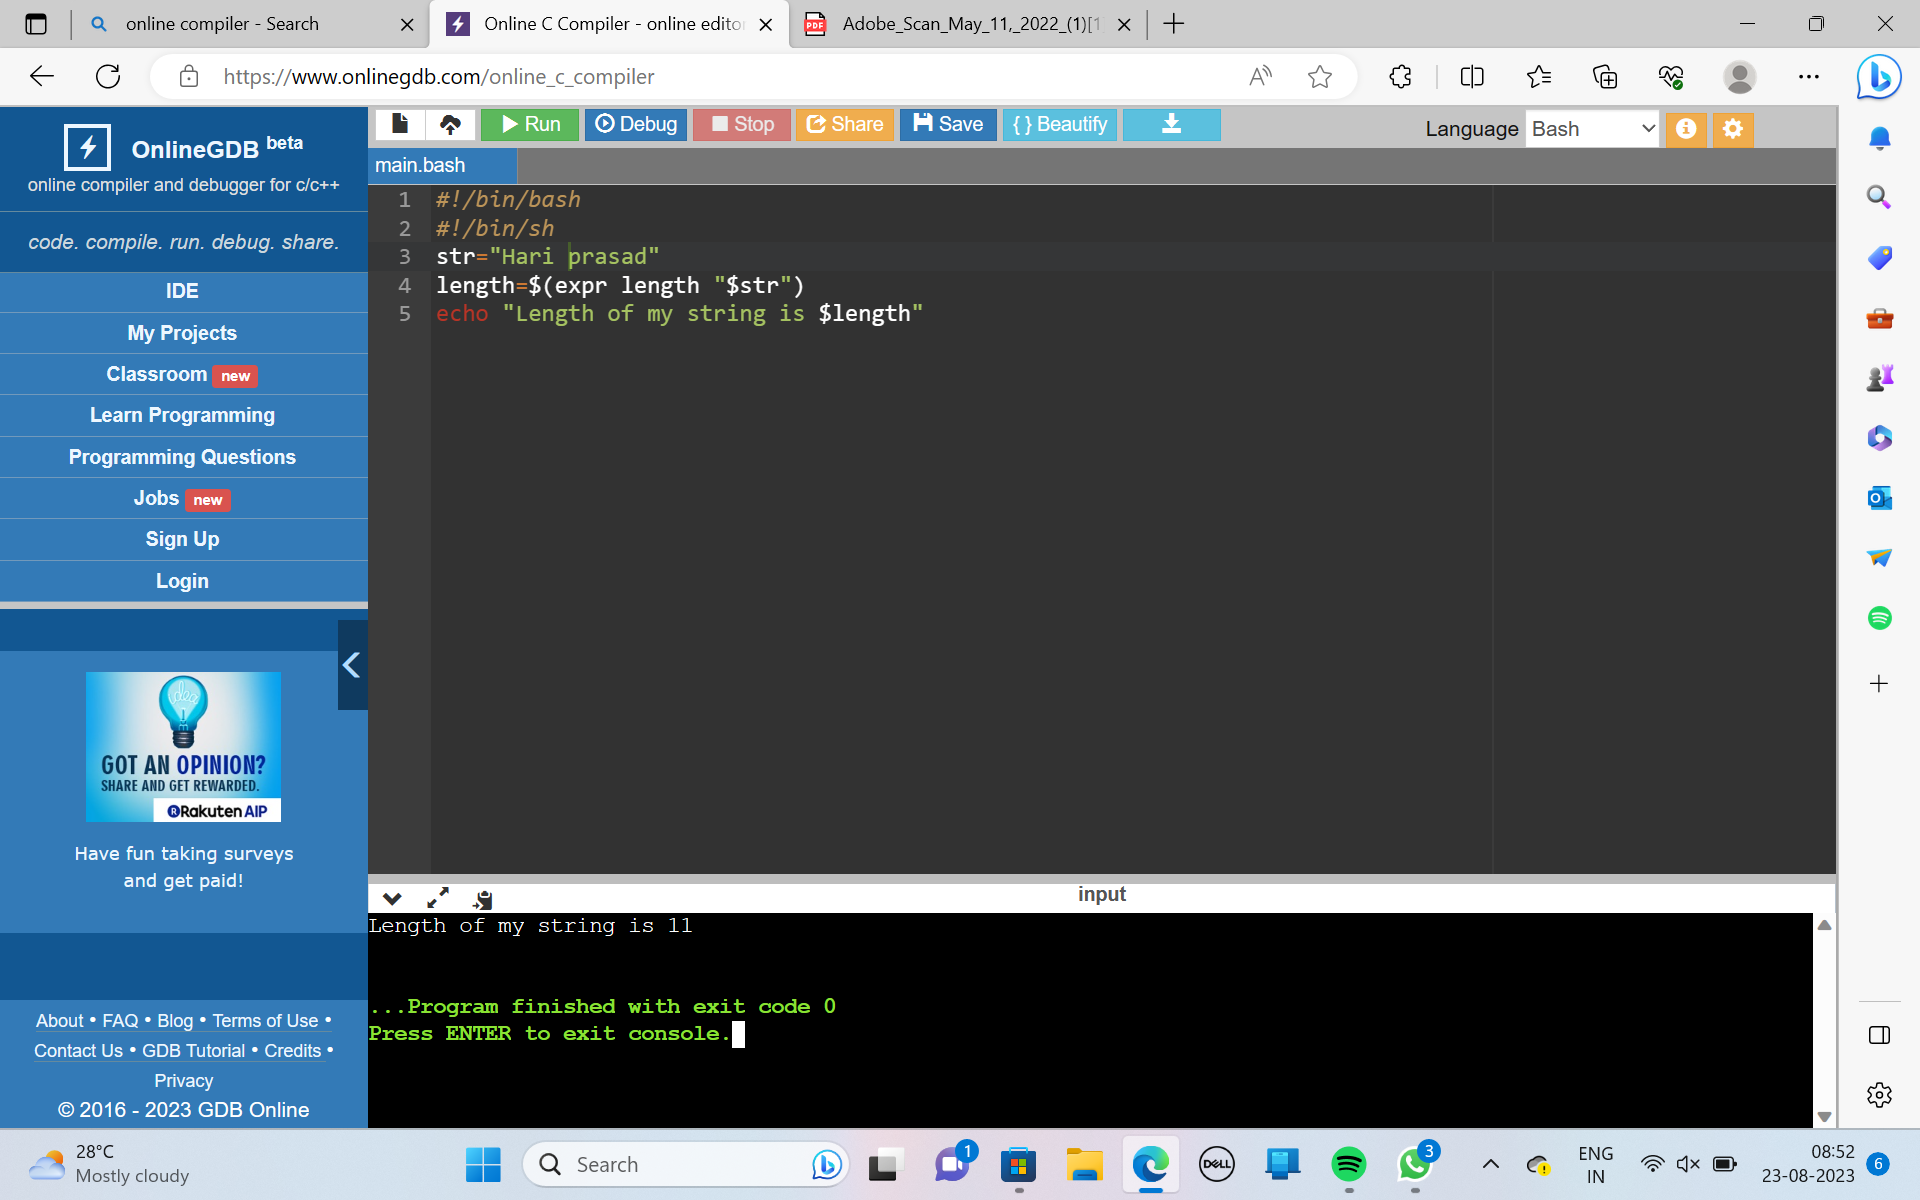 online compiler - Search
Online C Compiler - online edito
Adobe_Scan_May_11,_2022_(1)[1
https://www.onlinegdb.com/online_c_compiler
OnlineGDB beta
online compiler and debugger for c/c++
code. compile. run. debug. share.
IDE
My Projects
Classroom new
Learn Programming
Programming Questions
Jobs new
Sign Up
Login
GOT AN OPINION?
SHARE AND GET REWARDED.
Rakuten AIP
Have fun taking surveys
and get paid!
About • FAQ • Blog • Terms of Use •
Contact Us • GDB Tutorial • Credits •
Privacy
© 2016 - 2023 GDB Online
Run Debug Stop Share Save { } Beautify
Language Bash
main.bash
1 #!/bin/bash
2 #!/bin/sh
3 str="Hari prasad"
4 length=$(expr length "$str")
5 echo "Length of my string is $length"
input
Length of my string is 11
...Program finished with exit code 0
Press ENTER to exit console.
28°C
Mostly cloudy
Search
1
DELL
3
ENG
IN
08:52
23-08-2023
6